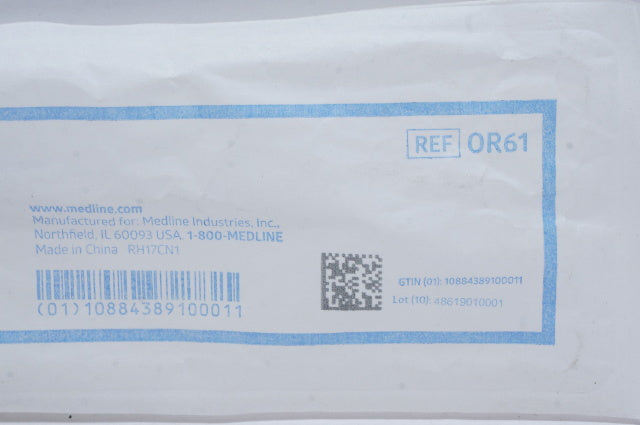 REF OR61
www.medline.com
Manufactured for: Medline Industries, Inc.,
Northfield, IL 60093 USA, 1-800-MEDLINE
Made in China RH17CN1
(01)10884389100011
GTIN (01): 10884389100011
Lot (10): 48619010001